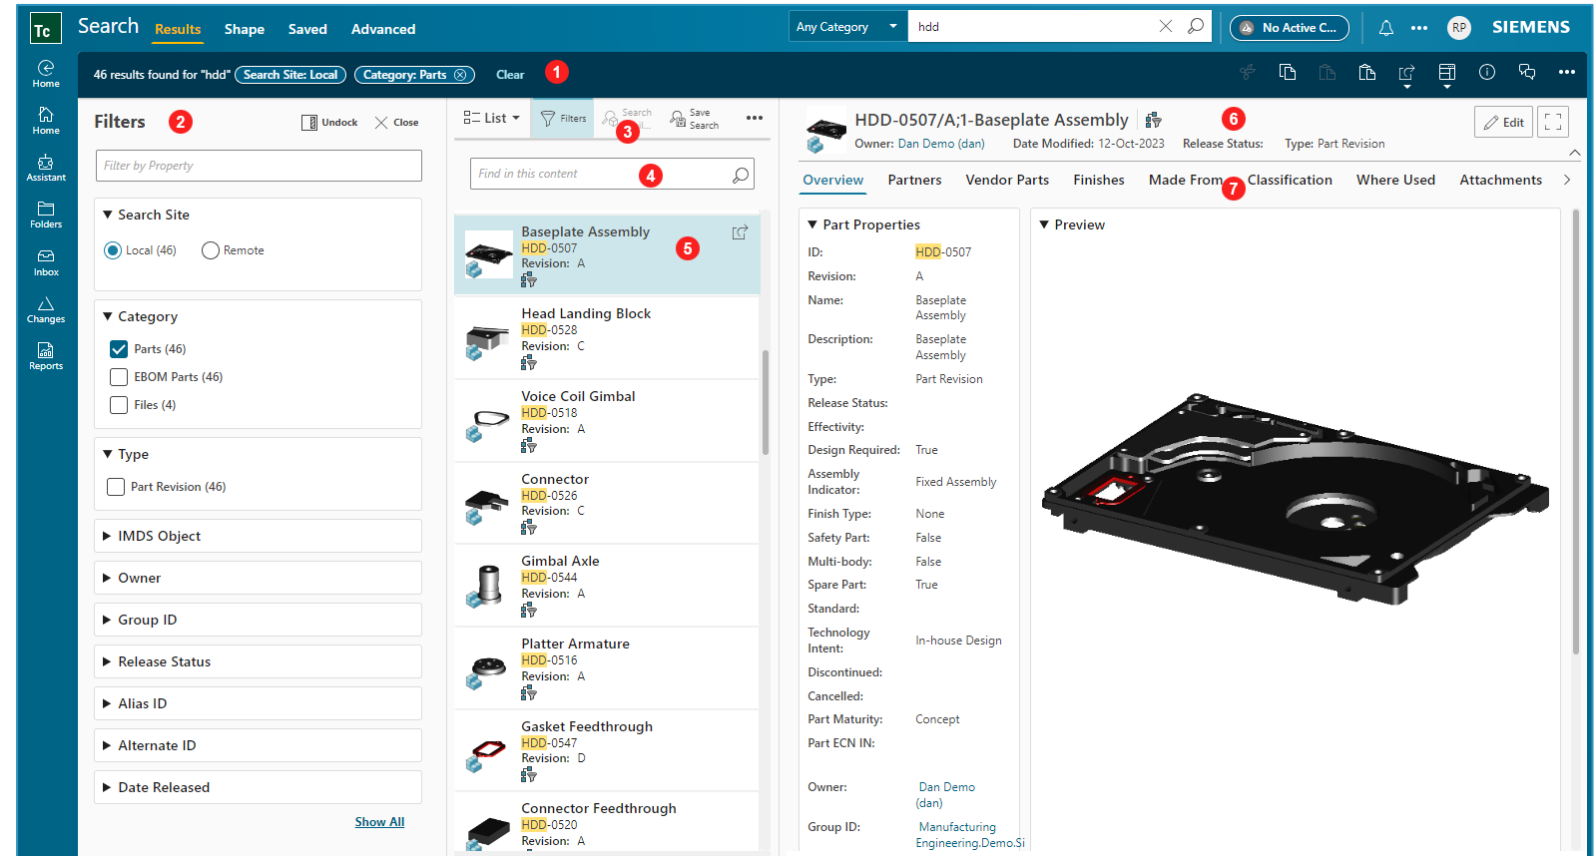 Tc
Search Results Shape Saved Advanced
Any Category hdd
No Active C...
RP
SIEMENS
46 results found for "hdd" Search Site: Local Category: Parts Clear 1
Home
Home
Assistant
Folders
Inbox
Changes
Reports
Filters 2 Undock Close
Filter by Property
Search Site
Local (46) Remote
Category
Parts (46)
EBOM Parts (46)
Files (4)
Type
Part Revision (46)
IMDS Object
Owner
Group ID
Release Status
Alias ID
Alternate ID
Date Released
Show All
List Filters Search
3
Save
Search
Find in this content 4
Baseplate Assembly
HDD-0507 5
Revision: A
Head Landing Block
HDD-0528
Revision: C
Voice Coil Gimbal
HDD-0518
Revision: A
Connector
HDD-0526
Revision: C
Gimbal Axle
HDD-0544
Revision: A
Platter Armature
HDD-0516
Revision: A
Gasket Feedthrough
HDD-0547
Revision: D
Connector Feedthrough
HDD-0520
Revision: A
HDD-0507/A;1-Baseplate Assembly 6
Edit
Owner: Dan Demo (dan) Date Modified: 12-Oct-2023 Release Status: Type: Part Revision
Overview Partners Vendor Parts Finishes Made From 7 Classification Where Used Attachments
Part Properties
ID: HDD-0507
Revision: A
Name: Baseplate
Assembly
Description: Baseplate
Assembly
Type: Part Revision
Release Status:
Effectivity:
Design Required: True
Assembly
Indicator: Fixed Assembly
Finish Type: None
Safety Part: False
Multi-body: False
Spare Part: True
Standard:
Technology
Intent: In-house Design
Discontinued:
Cancelled:
Part Maturity: Concept
Part ECN IN:
Owner: Dan Demo
(dan)
Group ID: Manufacturing
Engineering.Demo.Si
Preview